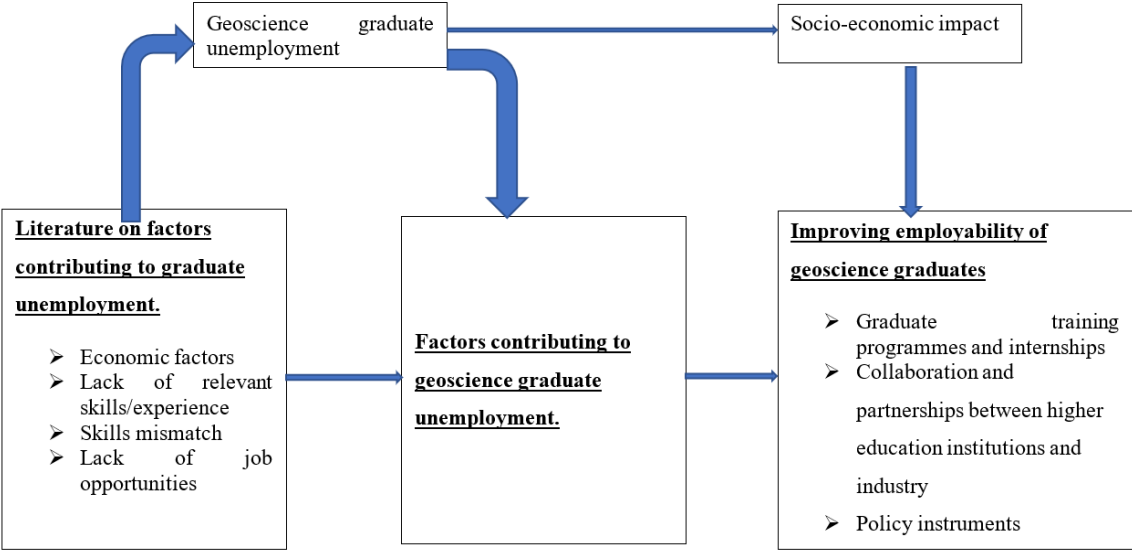 Geoscience graduate
unemployment
Socio-economic impact
Literature on factors
contributing to graduate
unemployment.
➢ Economic factors
➢ Lack of relevant
skills/experience
➢ Skills mismatch
➢ Lack of job
opportunities
Factors contributing to
geoscience graduate
unemployment.
Improving employability of
geoscience graduates
➢ Graduate training
programmes and internships
➢ Collaboration and
partnerships between higher
education institutions and
industry
➢ Policy instruments